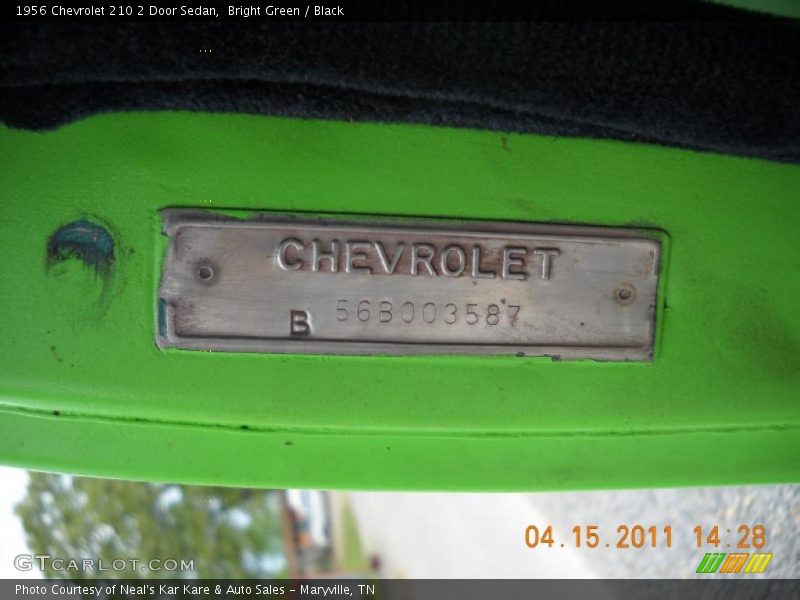 1956 Chevrolet 210 2 Door Sedan, Bright Green / Black
CHEVROLET
B 56B003587
04.15.2011 14:28
GTCARLOT.COM
Photo Courtesy of Neal's Kar Kare & Auto Sales - Maryville, TN